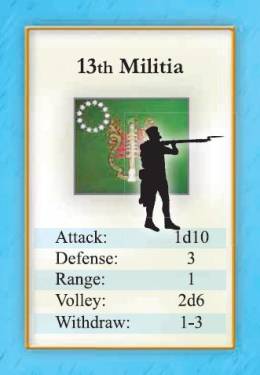 13th Militia
Attack: 1d10
Defense: 3
Range: 1
Volley: 2d6
Withdraw: 1-3